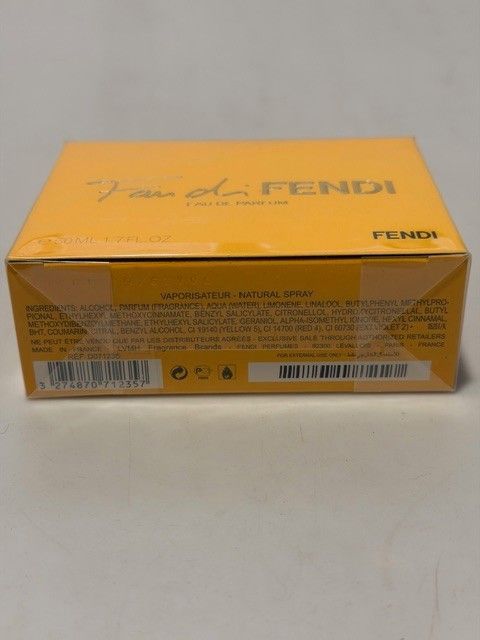 Fan di FENDI
EAU DE PARFUM
e 50ML 1.7FL.OZ
FENDI
VAPORISATEUR - NATURAL SPRAY
INGREDIENTS: ALCOHOL, PARFUM (FRAGRANCE), AQUA (WATER), LIMONENE, LINALOOL, BUTYLPHENYL METHYLPRO-
PIONAL, ETHYLHEXYL METHOXYCINNAMATE, BENZYL SALICYLATE, CITRONELLOL, HYDROXYCITRONELLAL, BUTYL
METHOXYDIBENZOYLMETHANE, ETHYLHEXYL SALICYLATE, GERANIOL, ALPHA-ISOMETHYL IONONE, HEXYL CINNAMAL,
BHT, COUMARIN, CITRAL, BENZYL ALCOHOL, CI 19140 (YELLOW 5), CI 14700 (RED 4), CI 60730 (EXT. VIOLET 2) -
NE PEUT ÊTRE VENDU QUE PAR LES DISTRIBUTEURS AGRÉÉS - EXCLUSIVE SALE THROUGH AUTHORIZED RETAILERS
MADE IN FRANCE - LVMH Fragrance Brands - FENDI PERFUMES - 92300 LEVALLOIS - PARIS - FRANCE
REF. D071235
FOR EXTERNAL USE ONLY -
3 274870 712357